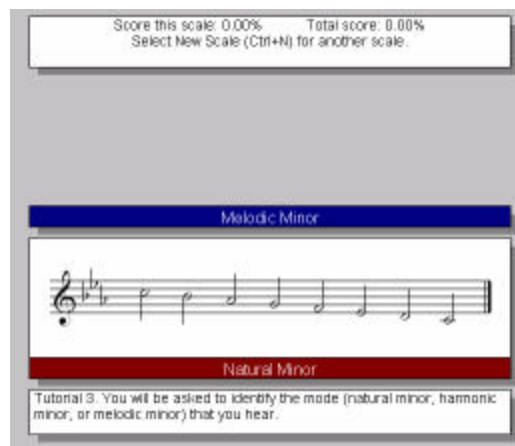 Score this scale: 0.00% Total score: 0.00%
Select New Scale (Ctrl+N) for another scale.
Melodic Minor
Natural Minor
Tutorial 3. You will be asked to identify the mode (natural minor, harmonic
minor, or melodic minor) that you hear.